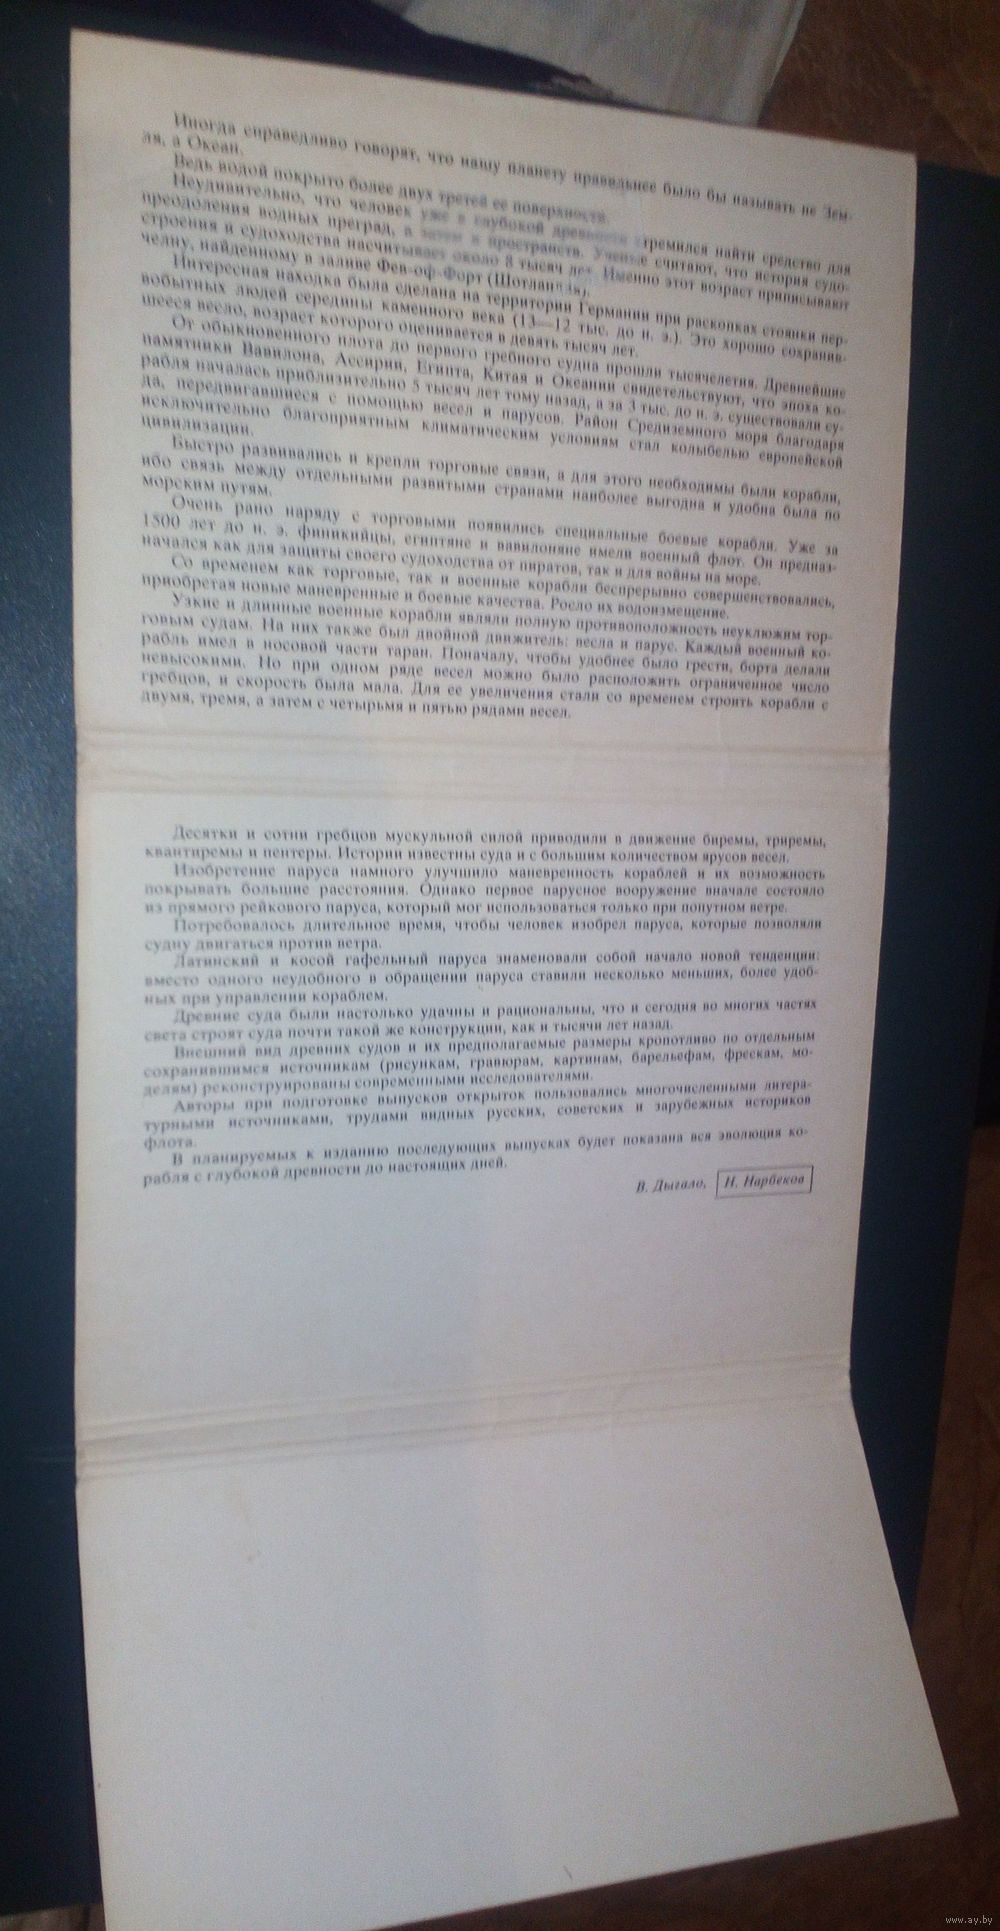 Иногда справедливо говорят, что нашу планету правильнее было бы называть не Зем-
ля, а Океан.
Ведь водой покрыто более двух третей ее поверхности.
Неудивительно, что человек уже в глубокой древности стремился найти средство для
преодоления водных преград, а затем и пространств. Ученые считают, что история судо-
строения и судоходства насчитывает около 8 тысяч лет. Именно этот возраст приписывают
челну, найденному в заливе Фев-оф-Форт (Шотландия).
Интересная находка была сделана на территории Германии при раскопках стоянки пер-
вобытных людей середины каменного века (13—12 тыс. до н. э.). Это хорошо сохранив-
шееся весло, возраст которого оценивается в девять тысяч лет.
От обыкновенного плота до первого гребного судна прошли тысячелетия. Древнейшие
памятники Вавилона, Ассирии, Египта, Китая и Океании свидетельствуют, что эпоха ко-
рабля началась приблизительно 5 тысяч лет тому назад, а за 3 тыс. до н. э. существовали су-
да, передвигавшиеся с помощью весел и парусов. Район Средиземного моря благодаря
исключительно благоприятным климатическим условиям стал колыбелью европейской
цивилизации.
Быстро развивались и крепли торговые связи, а для этого необходимы были корабли,
ибо связь между отдельными развитыми странами наиболее выгодна и удобна была по
морским путям.
Очень рано наряду с торговыми появились специальные боевые корабли. Уже за
1500 лет до н. э. финикийцы, египтяне и вавилоняне имели военный флот. Он предназ-
начался как для защиты своего судоходства от пиратов, так и для войны на море.
Со временем как торговые, так и военные корабли беспрерывно совершенствовались,
приобретая новые маневренные и боевые качества. Росло их водоизмещение.
Узкие и длинные военные корабли являли полную противоположность неуклюжим тор-
говым судам. На них также был двойной движитель: весла и парус. Каждый военный ко-
рабль имел в носовой части таран. Поначалу, чтобы удобнее было грести, борта делали
невысокими. Но при одном ряде весел можно было расположить ограниченное число
гребцов, и скорость была мала. Для ее увеличения стали со временем строить корабли с
двумя, тремя, а затем с четырьмя и пятью рядами весел.
Десятки и сотни гребцов мускульной силой приводили в движение биремы, триремы,
квантиремы и пентеры. Истории известны суда и с большим количеством ярусов весел.
Изобретение паруса намного улучшило маневренность кораблей и их возможность
покрывать большие расстояния. Однако первое парусное вооружение вначале состояло
из прямого рейкового паруса, который мог использоваться только при попутном ветре.
Потребовалось длительное время, чтобы человек изобрел паруса, которые позволяли
судну двигаться против ветра.
Латинский и косой гафельный паруса знаменовали собой начало новой тенденции:
вместо одного неудобного в обращении паруса ставили несколько меньших, более удоб-
ных при управлении кораблем.
Древние суда были настолько удачны и рациональны, что и сегодня во многих частях
света строят суда почти такой же конструкции, как и тысячи лет назад.
Внешний вид древних судов и их предполагаемые размеры кропотливо по отдельным
сохранившимся источникам (рисункам, гравюрам, картинам, барельефам, фрескам, мо-
делям) реконструированы современными исследователями.
Авторы при подготовке выпусков открыток пользовались многочисленными литера-
турными источниками, трудами видных русских, советских и зарубежных историков
флота.
В планируемых к изданию последующих выпусках будет показана вся эволюция ко-
рабля с глубокой древности до настоящих дней.
В. Дыгало, Н. Нарбеков
www.ay.by